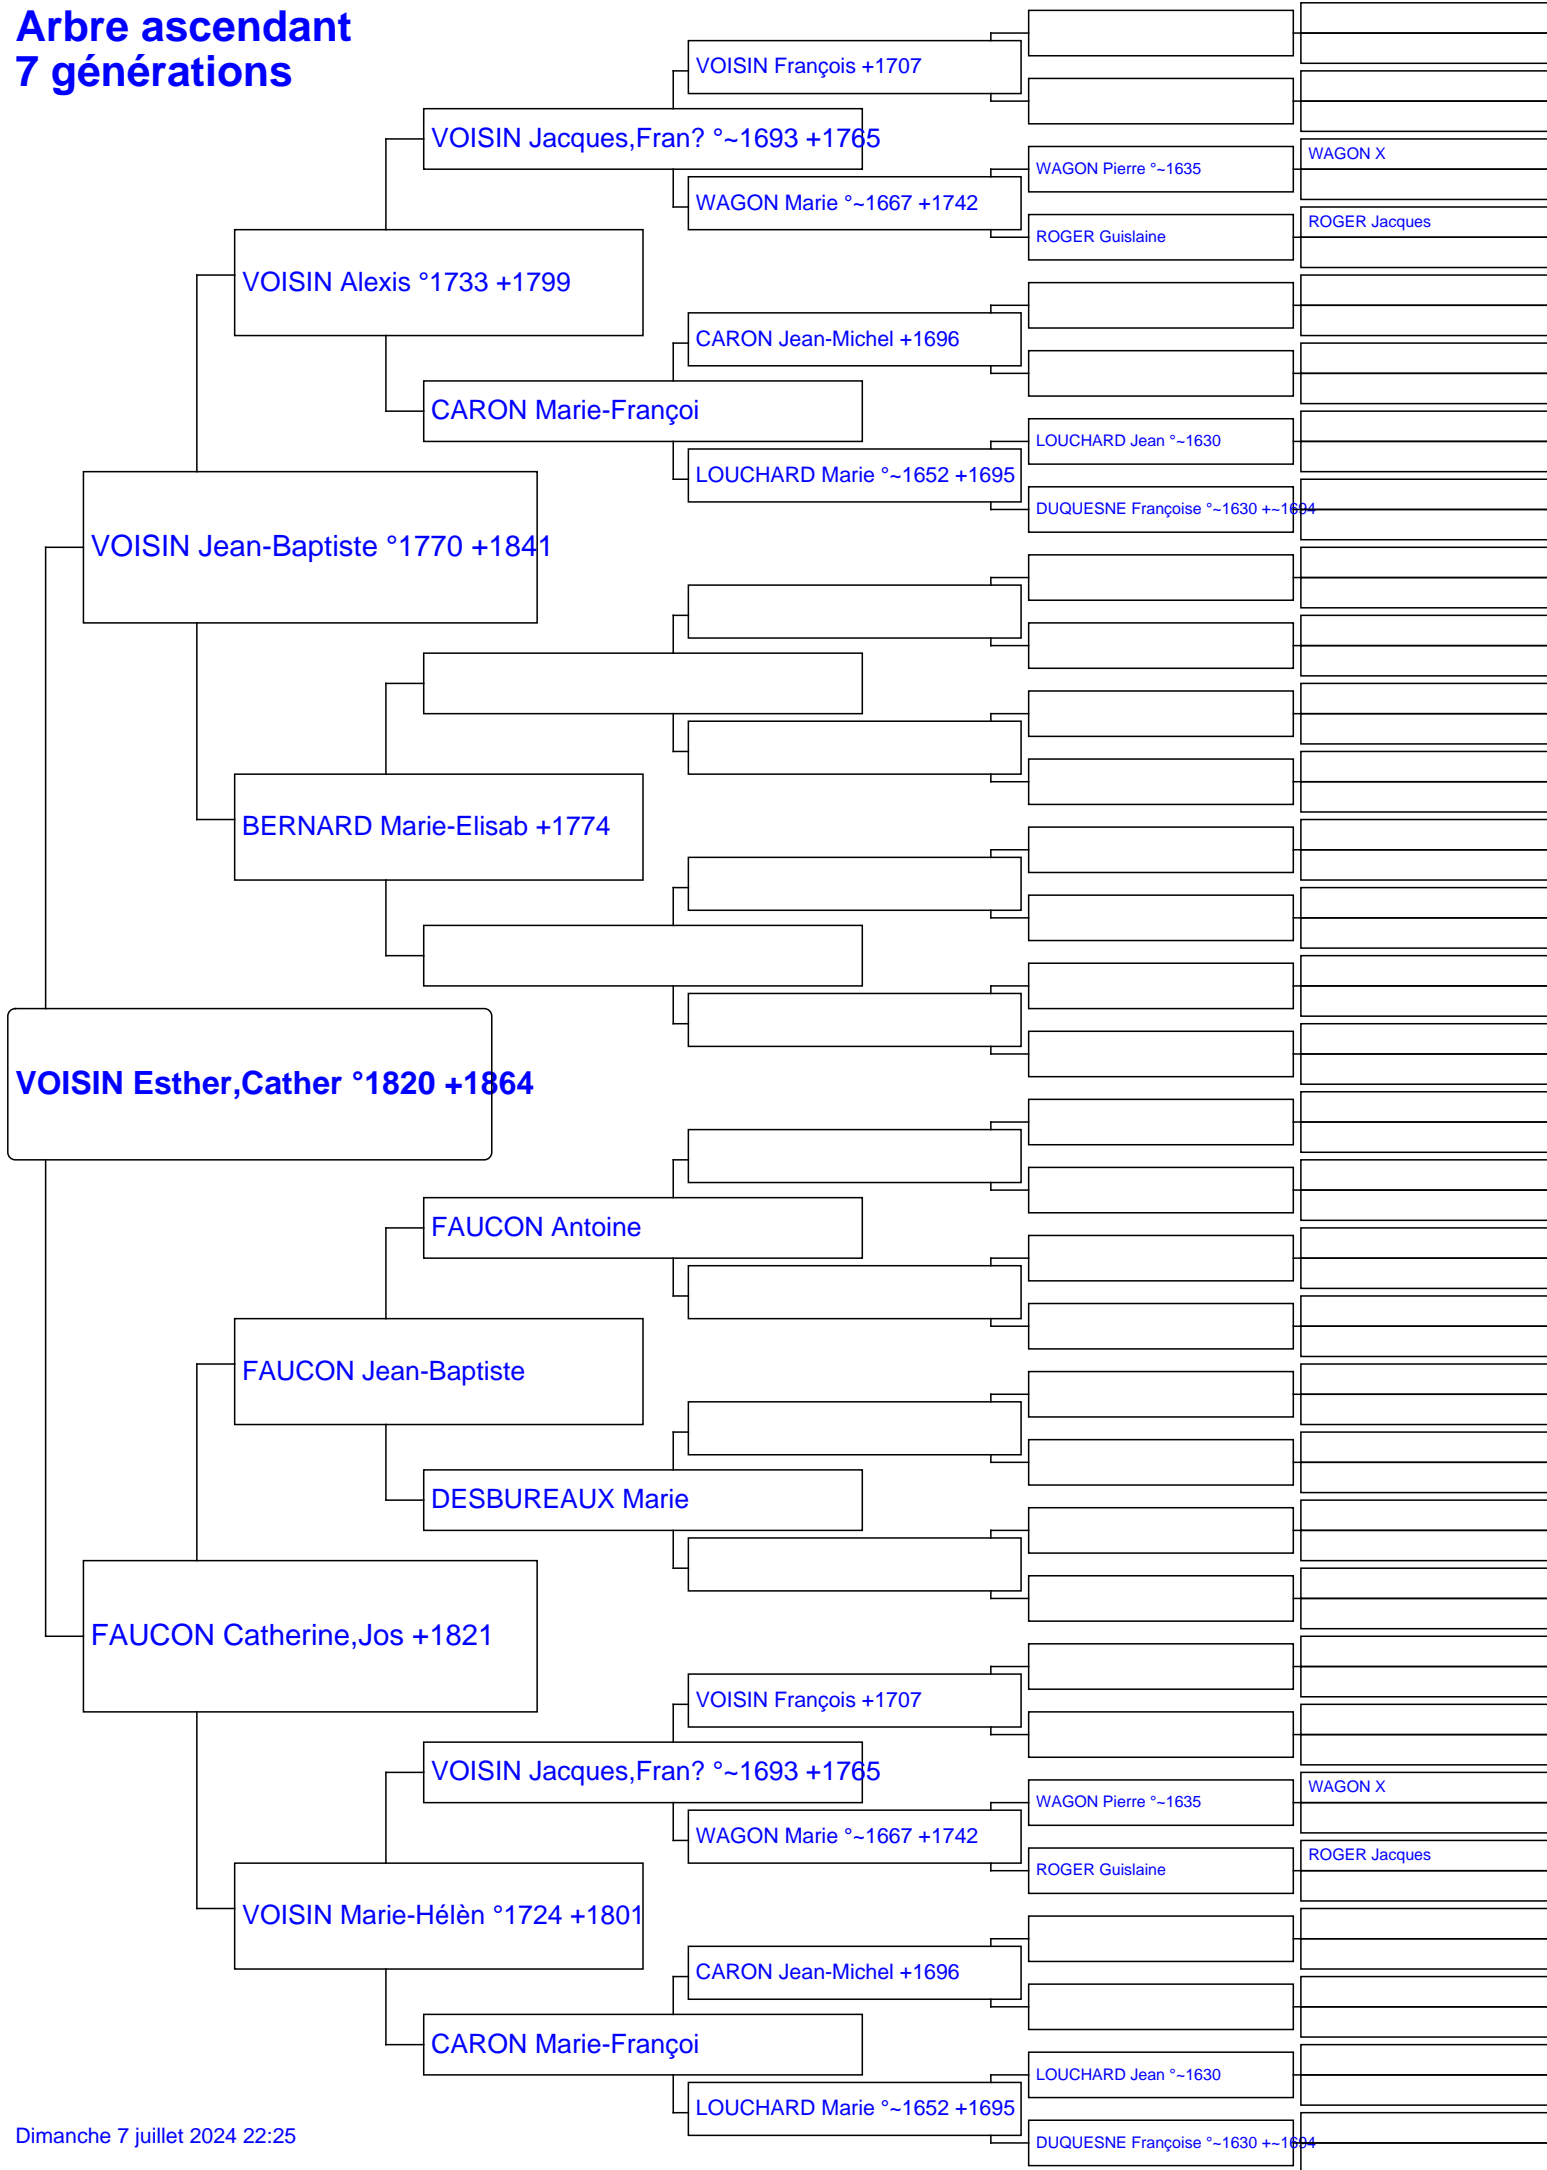 Arbre ascendant
7 générations
VOISIN François +1707
VOISIN Jacques,Fran? °~1693 +1765
WAGON X
WAGON Pierre °~1635
WAGON Marie °~1667 +1742
ROGER Jacques
ROGER Guislaine
VOISIN Alexis °1733 +1799
CARON Jean-Michel +1696
CARON Marie-Françoi
LOUCHARD Jean °~1630
LOUCHARD Marie °~1652 +1695
DUQUESNE Françoise °~1630 +~1694
VOISIN Jean-Baptiste °1770 +1841
BERNARD Marie-Elisab +1774
VOISIN Esther,Cather °1820 +1864
FAUCON Antoine
FAUCON Jean-Baptiste
DESBUREAUX Marie
FAUCON Catherine,Jos +1821
VOISIN François +1707
VOISIN Jacques,Fran? °~1693 +1765
WAGON X
WAGON Pierre °~1635
WAGON Marie °~1667 +1742
ROGER Jacques
ROGER Guislaine
VOISIN Marie-Hélèn °1724 +1801
CARON Jean-Michel +1696
CARON Marie-Françoi
LOUCHARD Jean °~1630
LOUCHARD Marie °~1652 +1695
DUQUESNE Françoise °~1630 +~1694
Dimanche 7 juillet 2024 22:25